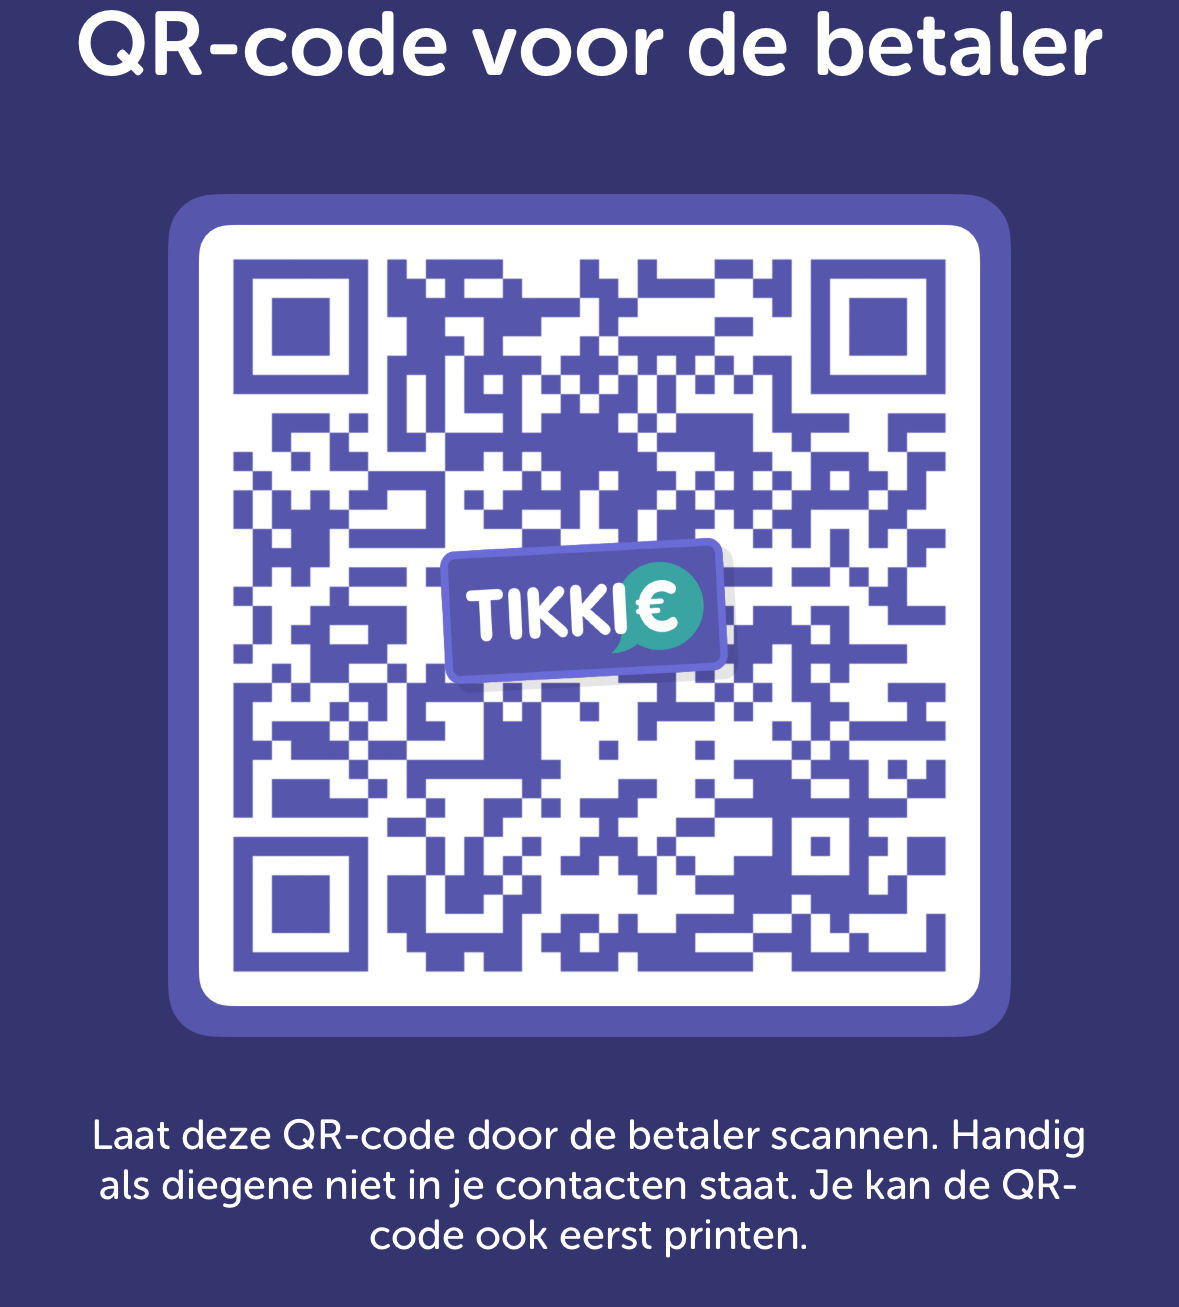 QR-code voor de betaler
TIKKI€
Laat deze QR-code door de betaler scannen. Handig
als diegene niet in je contacten staat. Je kan de QR-
code ook eerst printen.